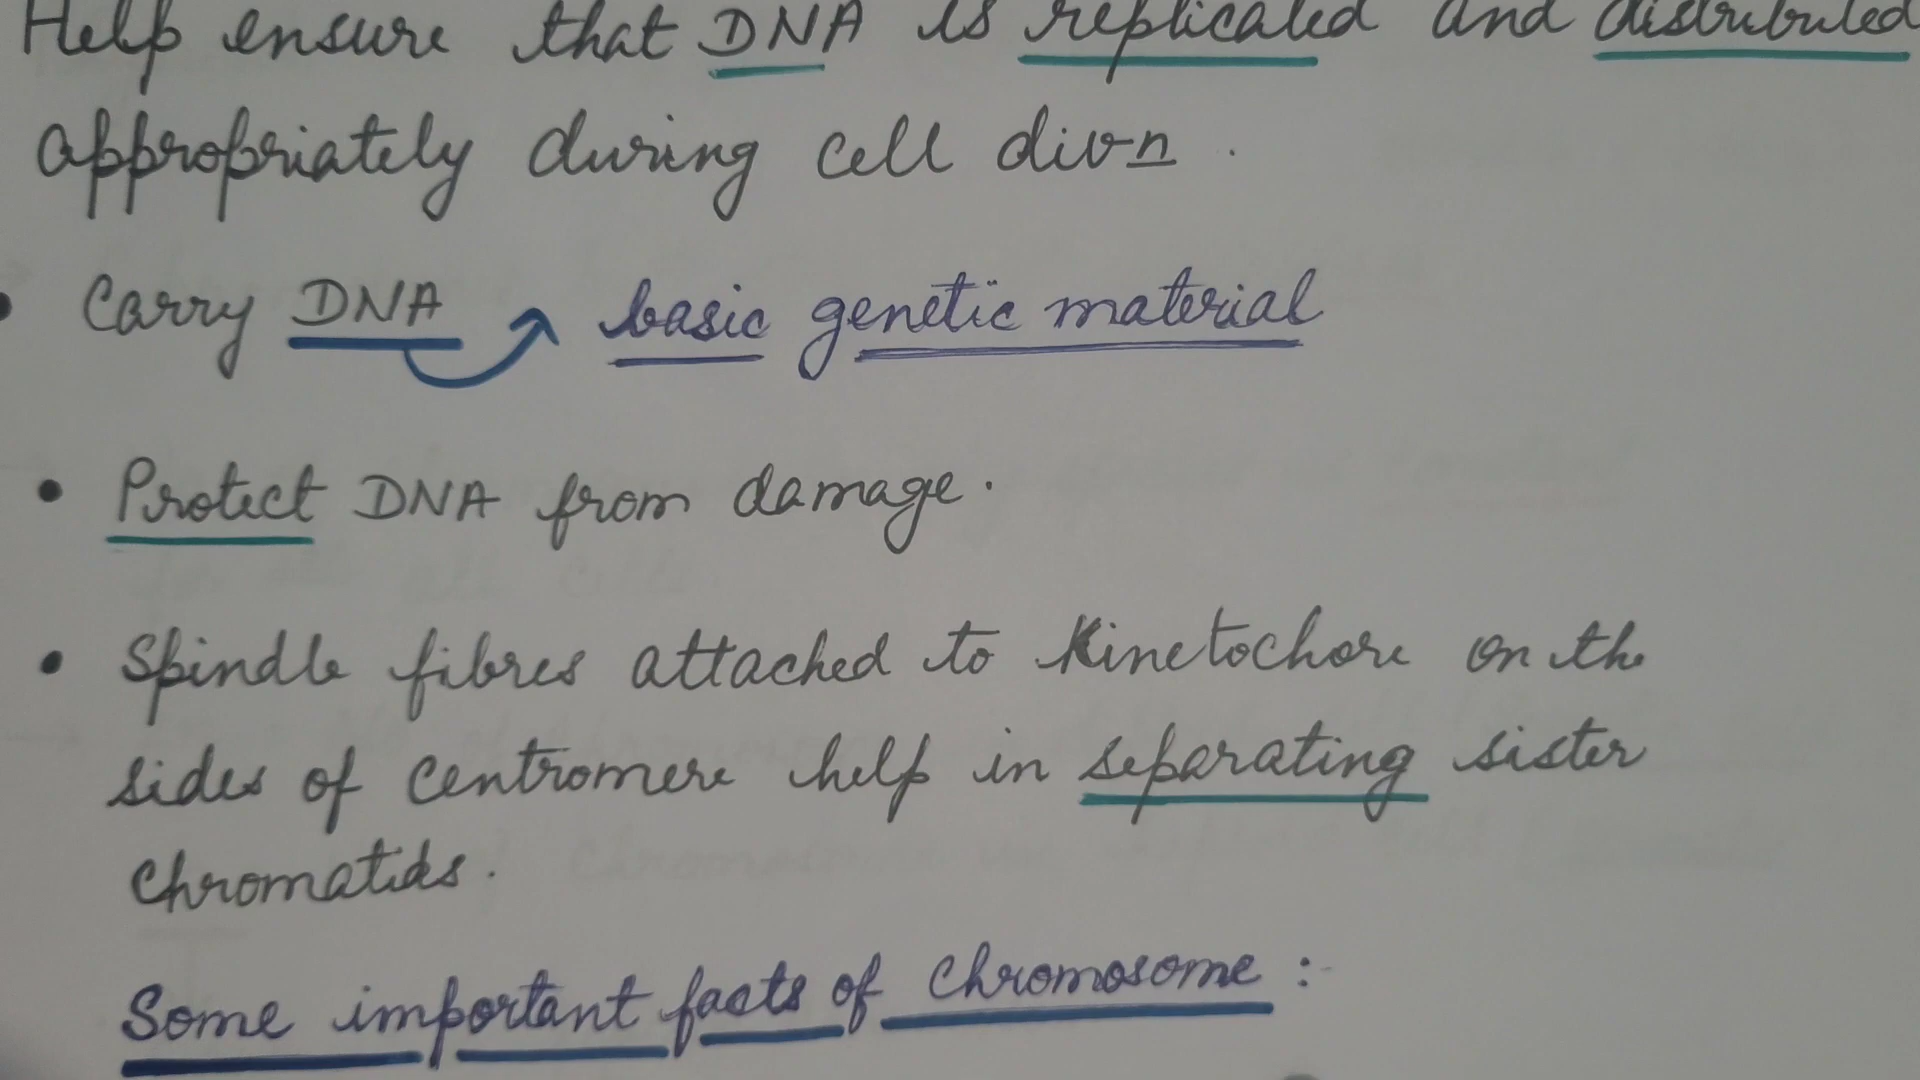 Help ensure that DNA is replicated and distributed
appropriately during cell divn.
• Carry DNA → basic genetic material
• Protect DNA from damage.
• Spindle fibres attached to Kinetochore on the
sides of Centromere help in separating sister
chromatids.
Some important facts of Chromosome :-